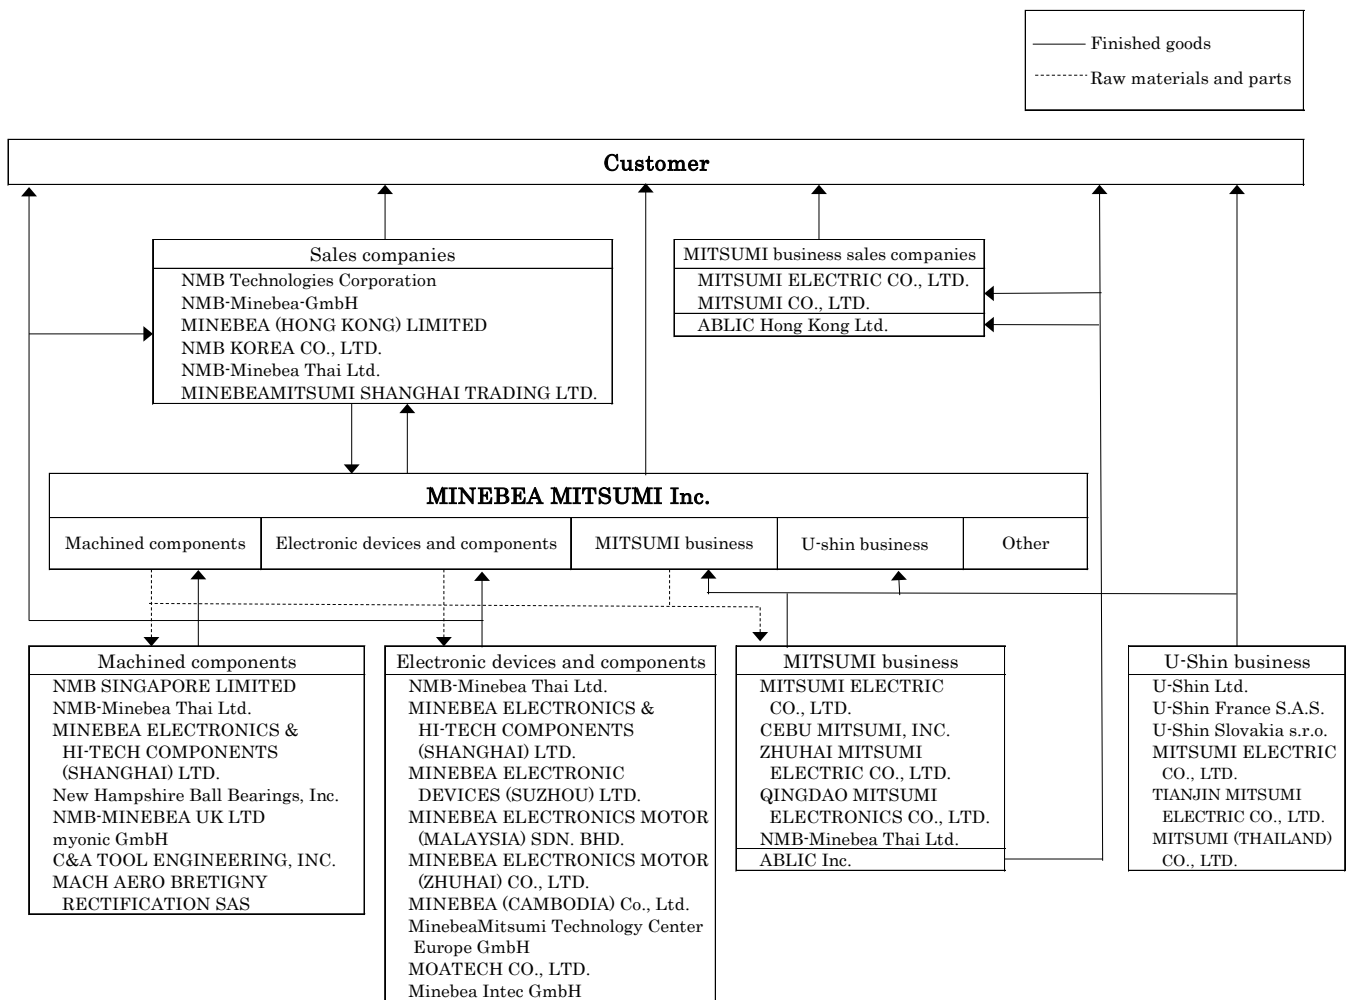 Finished goods
Raw materials and parts
Customer
Sales companies
NMB Technologies Corporation
NMB-Minebea-GmbH
MINEBEA (HONG KONG) LIMITED
NMB KOREA CO., LTD.
NMB-Minebea Thai Ltd.
MINEBEAMITSUMI SHANGHAI TRADING LTD.
MITSUMI business sales companies
MITSUMI ELECTRIC CO., LTD.
MITSUMI CO., LTD.
ABLIC Hong Kong Ltd.
MINEBEA MITSUMI Inc.
Machined components
Electronic devices and components
MITSUMI business
U-shin business
Other
Machined components
NMB SINGAPORE LIMITED
NMB-Minebea Thai Ltd.
MINEBEA ELECTRONICS &
HI-TECH COMPONENTS
(SHANGHAI) LTD.
New Hampshire Ball Bearings, Inc.
NMB-MINEBEA UK LTD
myonic GmbH
C&A TOOL ENGINEERING, INC.
MACH AERO BRETIGNY
RECTIFICATION SAS
Electronic devices and components
NMB-Minebea Thai Ltd.
MINEBEA ELECTRONICS &
HI-TECH COMPONENTS
(SHANGHAI) LTD.
MINEBEA ELECTRONIC
DEVICES (SUZHOU) LTD.
MINEBEA ELECTRONICS MOTOR
(MALAYSIA) SDN. BHD.
MINEBEA ELECTRONICS MOTOR
(ZHUHAI) CO., LTD.
MINEBEA (CAMBODIA) Co., Ltd.
MinebeaMitsumi Technology Center
Europe GmbH
MOATECH CO., LTD.
Minebea Intec GmbH
MITSUMI business
MITSUMI ELECTRIC
CO., LTD.
CEBU MITSUMI, INC.
ZHUHAI MITSUMI
ELECTRIC CO., LTD.
QINGDAO MITSUMI
ELECTRONICS CO., LTD.
NMB-Minebea Thai Ltd.
ABLIC Inc.
U-Shin business
U-Shin Ltd.
U-Shin France S.A.S.
U-Shin Slovakia s.r.o.
MITSUMI ELECTRIC
CO., LTD.
TIANJIN MITSUMI
ELECTRIC CO., LTD.
MITSUMI (THAILAND)
CO., LTD.